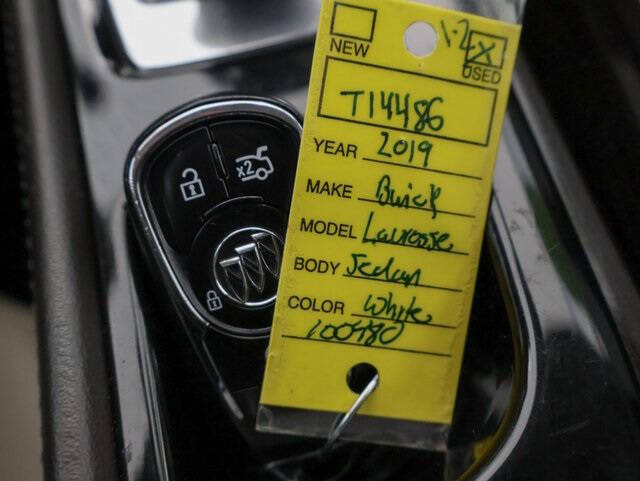 1-2 X
NEW USED
T14486
YEAR 2019
MAKE Buick
MODEL Lacrosse
BODY Sedan
COLOR White
100480
x2